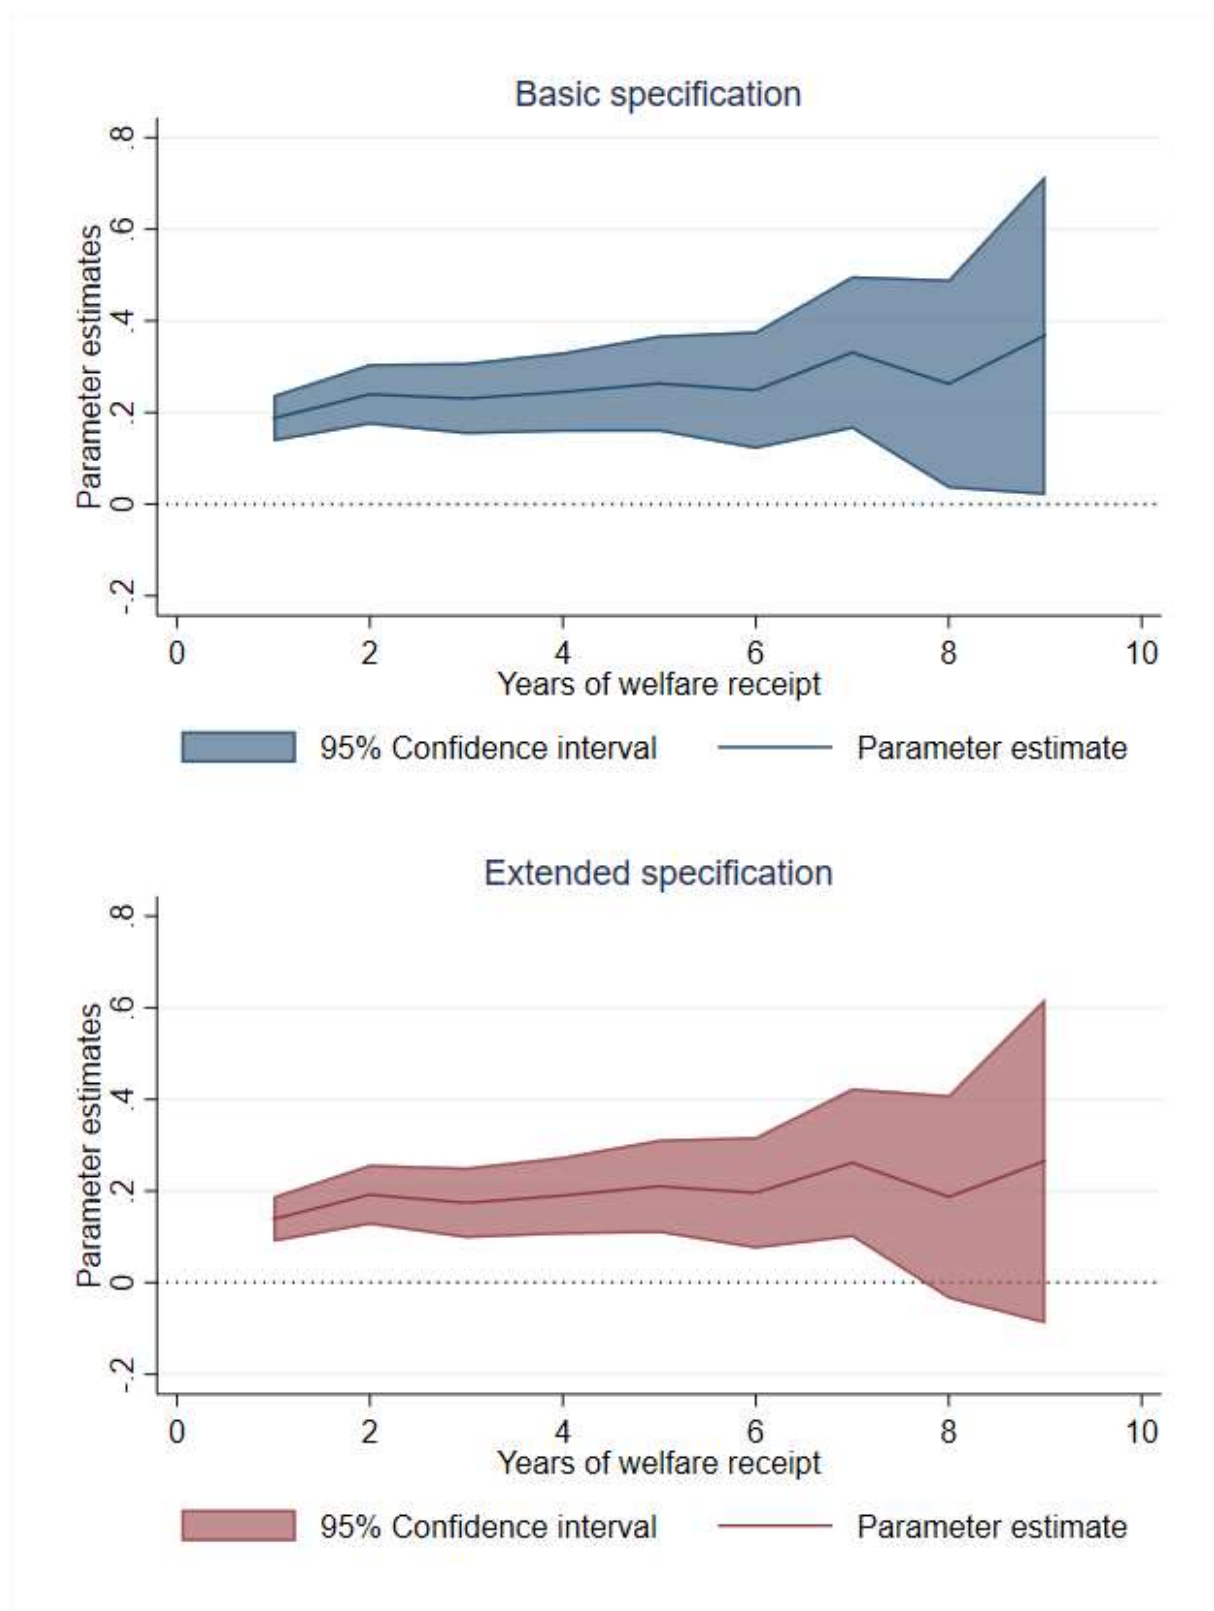 Basic specification
.8
.6
.4
.2
0
-.2
Parameter estimates
0 2 4 6 8 10
Years of welfare receipt
95% Confidence interval Parameter estimate
Extended specification
.8
.6
.4
.2
0
-.2
Parameter estimates
0 2 4 6 8 10
Years of welfare receipt
95% Confidence interval Parameter estimate